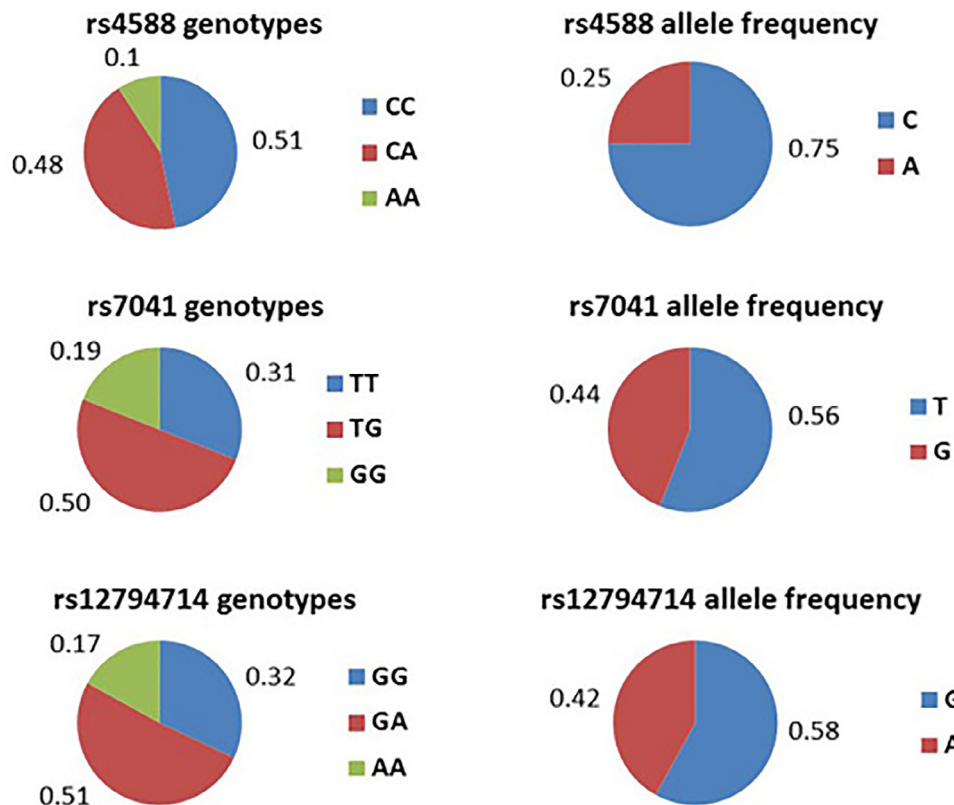 rs4588 genotypes
0.1
0.48
0.51
CC
CA
AA
rs4588 allele frequency
0.25
0.75
C
A
rs7041 genotypes
0.19
0.31
0.50
TT
TG
GG
rs7041 allele frequency
0.44
0.56
T
G
rs12794714 genotypes
0.17
0.32
0.51
GG
GA
AA
rs12794714 allele frequency
0.42
0.58
G
A